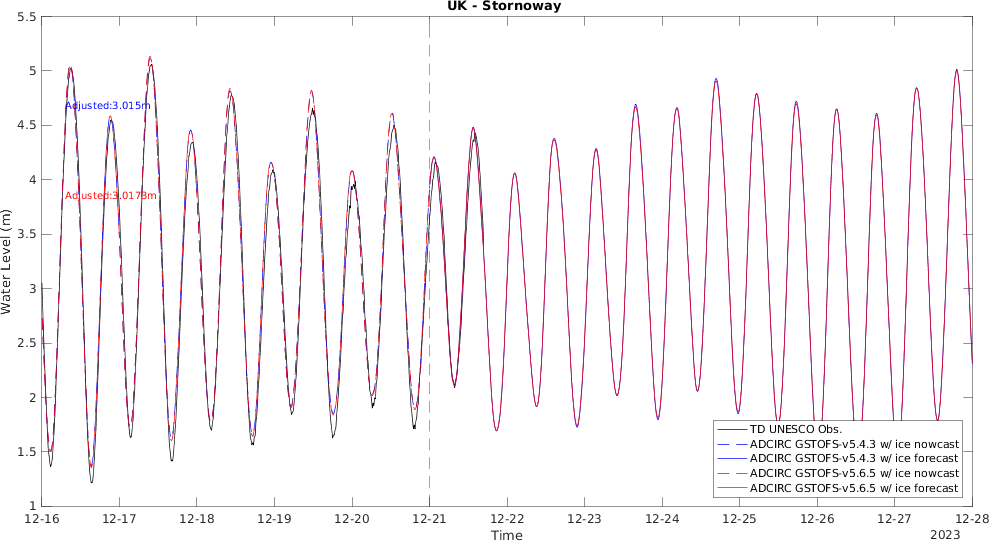 UK - Stornoway
5.5
5
4.5
4
3.5
3
2.5
2
1.5
1
Water Level (m)
Adjusted:3.015m
Adjusted:3.0173m
TD UNESCO Obs.
ADCIRC GSTOFS-v5.4.3 w/ ice nowcast
ADCIRC GSTOFS-v5.4.3 w/ ice forecast
ADCIRC GSTOFS-v5.6.5 w/ ice nowcast
ADCIRC GSTOFS-v5.6.5 w/ ice forecast
12-16 12-17 12-18 12-19 12-20 12-21 12-22 12-23 12-24 12-25 12-26 12-27 12-28
Time
2023